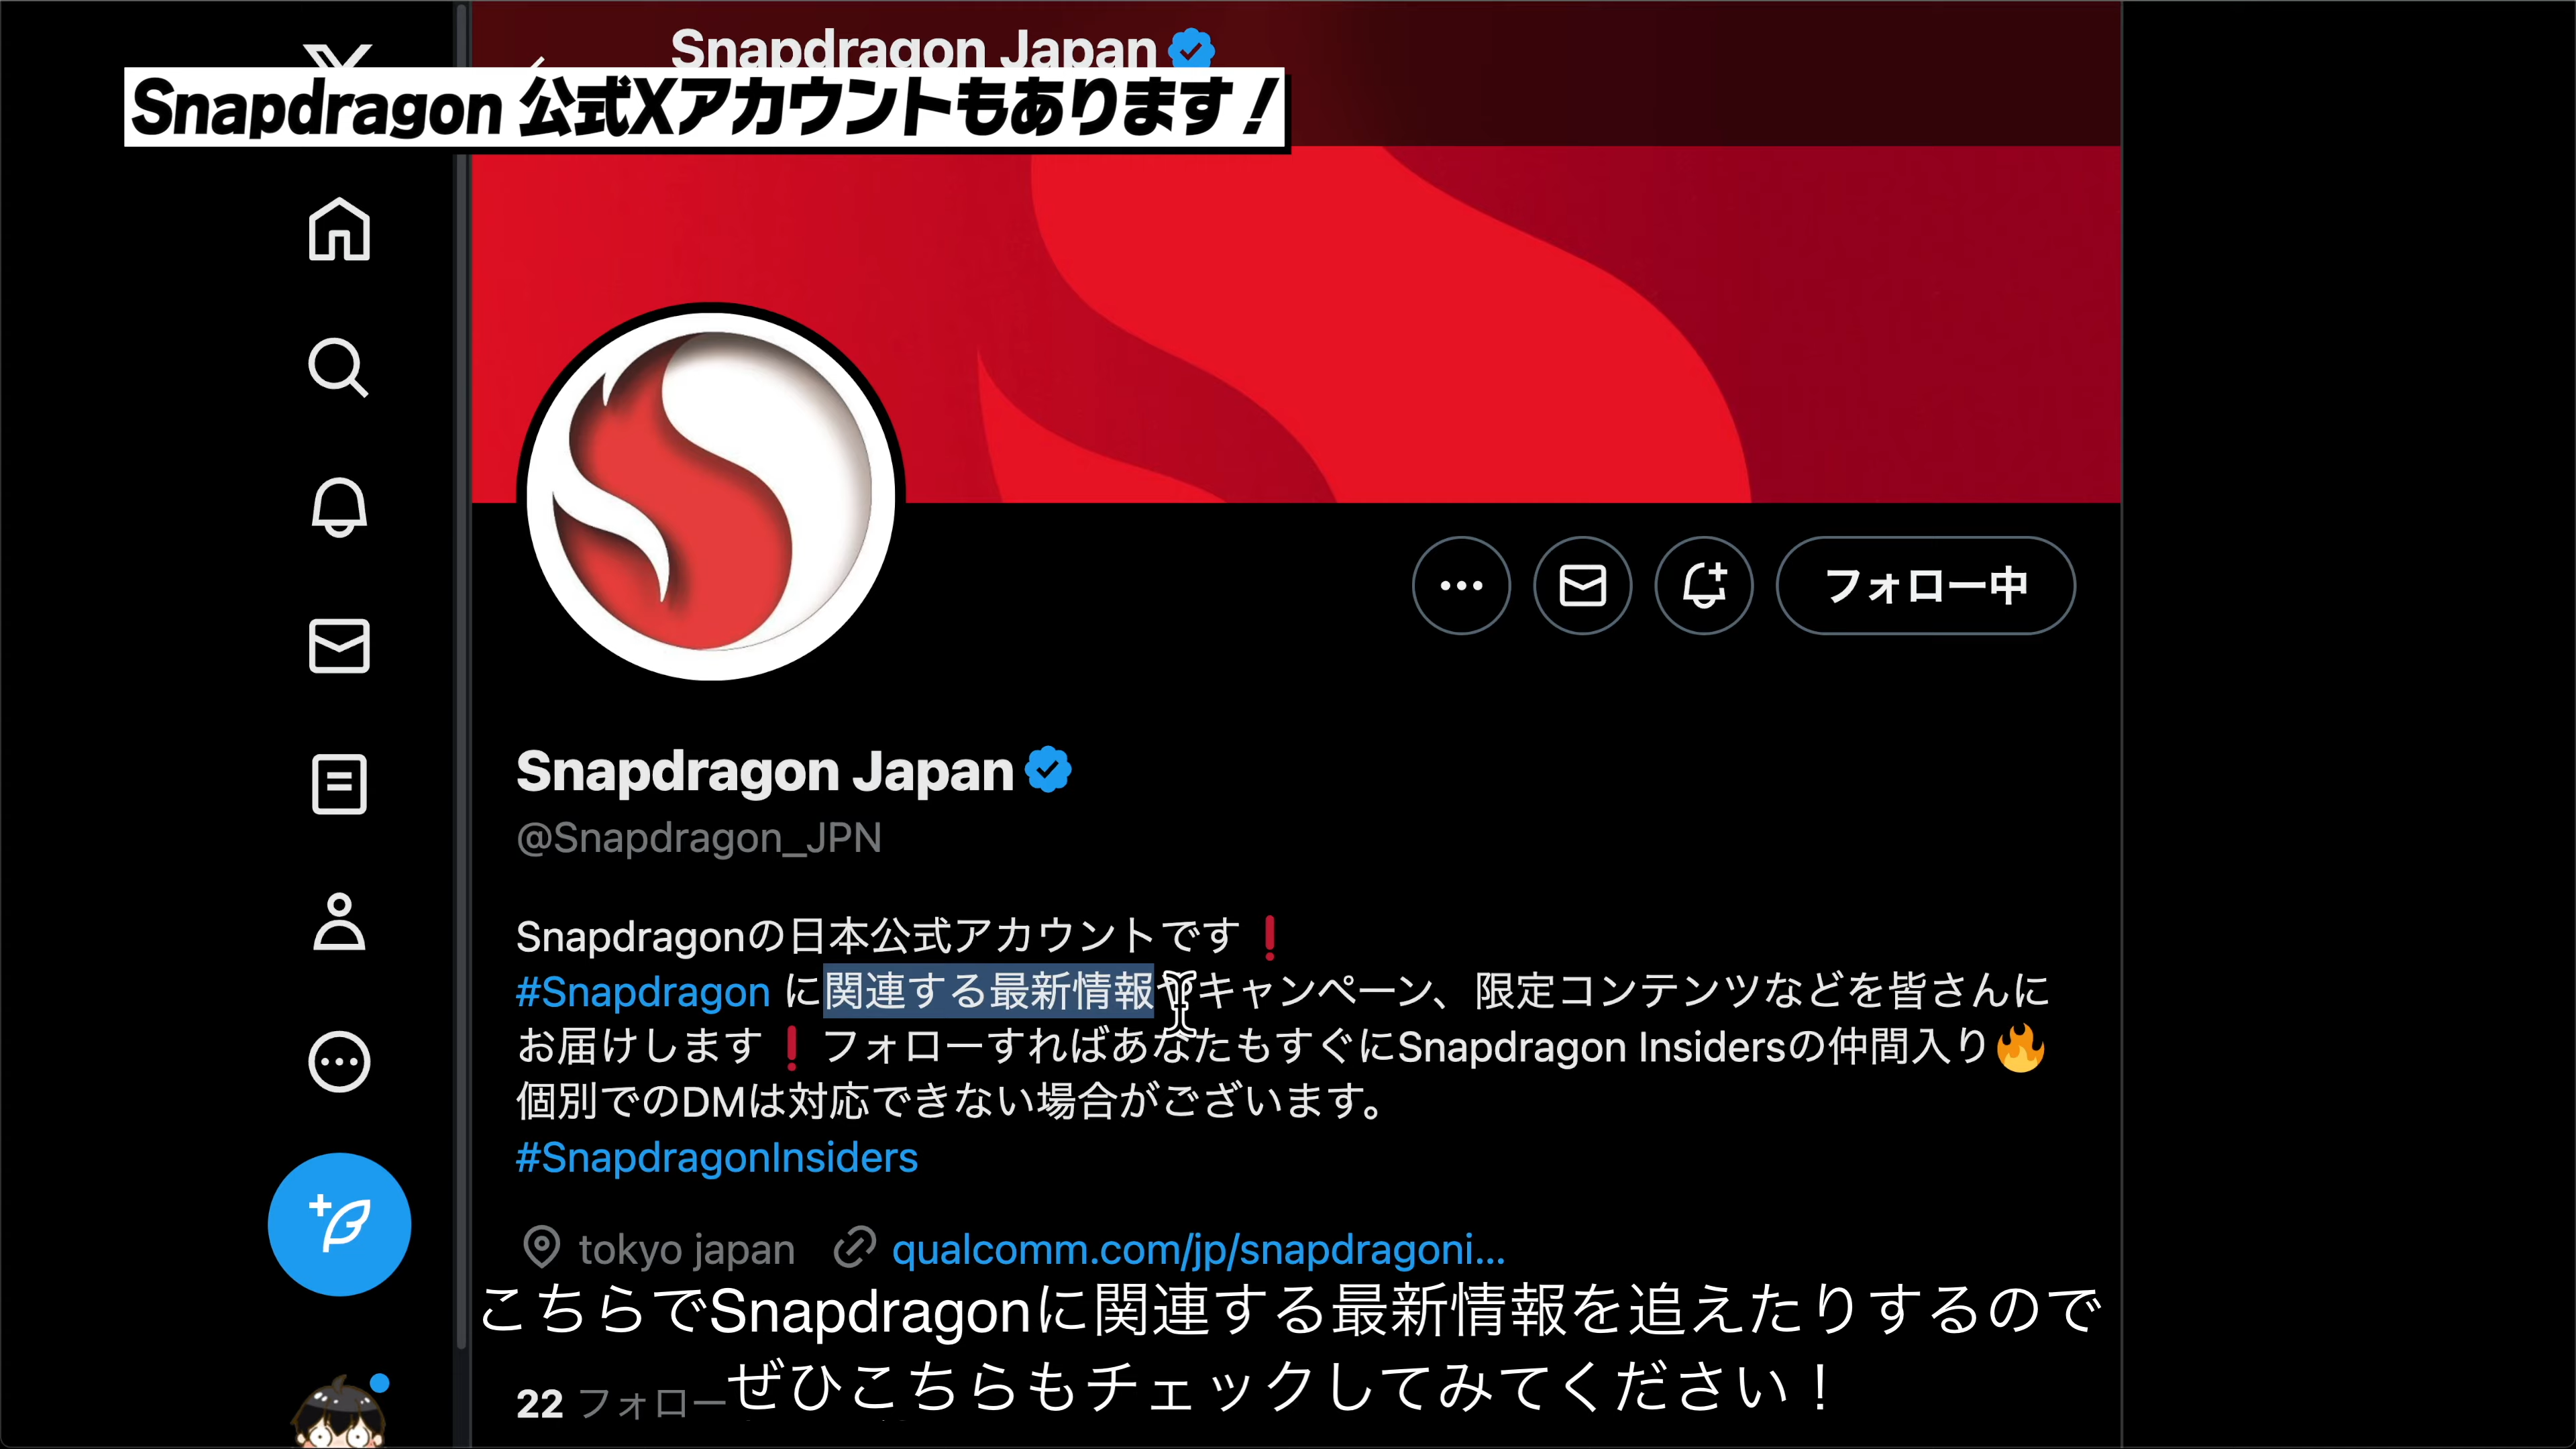 Snapdragon Japan
Snapdragon 公式Xアカウントもあります！
フォロー中
Snapdragon Japan
@Snapdragon_JPN
Snapdragonの日本公式アカウントです❗
#Snapdragon に関連する最新情報やキャンペーン、限定コンテンツなどを皆さんに
お届けします❗フォローすればあなたもすぐにSnapdragon Insidersの仲間入り🔥
個別でのDMは対応できない場合がございます。
#SnapdragonInsiders
tokyo japan qualcomm.com/jp/snapdragoni...
こちらでSnapdragonに関連する最新情報を追えたりするので
22 フォロー
ぜひこちらもチェックしてみてください！